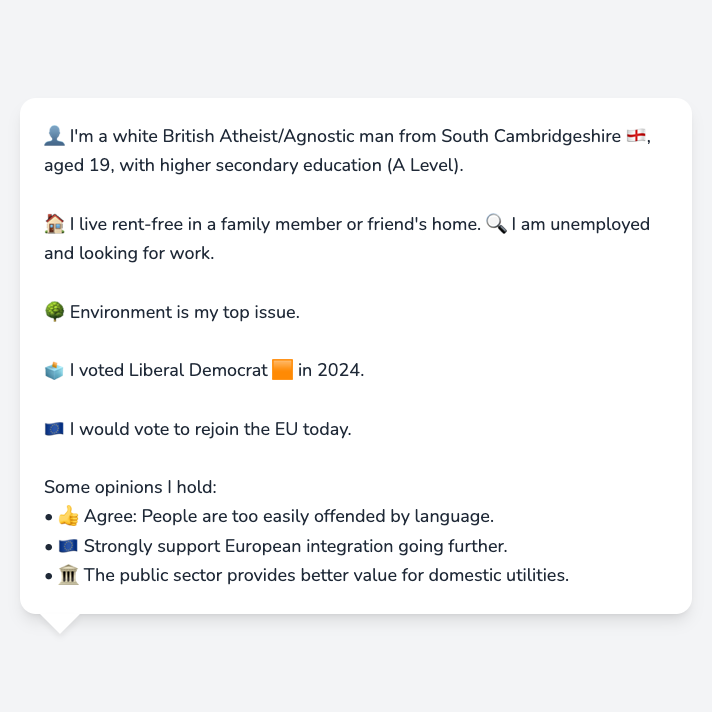 👤 I'm a white British Atheist/Agnostic man from South Cambridgeshire 🏴󠁧󠁢󠁥󠁮󠁧󠁿,
aged 19, with higher secondary education (A Level).
🏠 I live rent-free in a family member or friend's home. 🔍 I am unemployed
and looking for work.
🌳 Environment is my top issue.
🗳️ I voted Liberal Democrat 🟧 in 2024.
🇪🇺 I would vote to rejoin the EU today.
Some opinions I hold:
• 👍 Agree: People are too easily offended by language.
• 🇪🇺 Strongly support European integration going further.
• 🏛️ The public sector provides better value for domestic utilities.